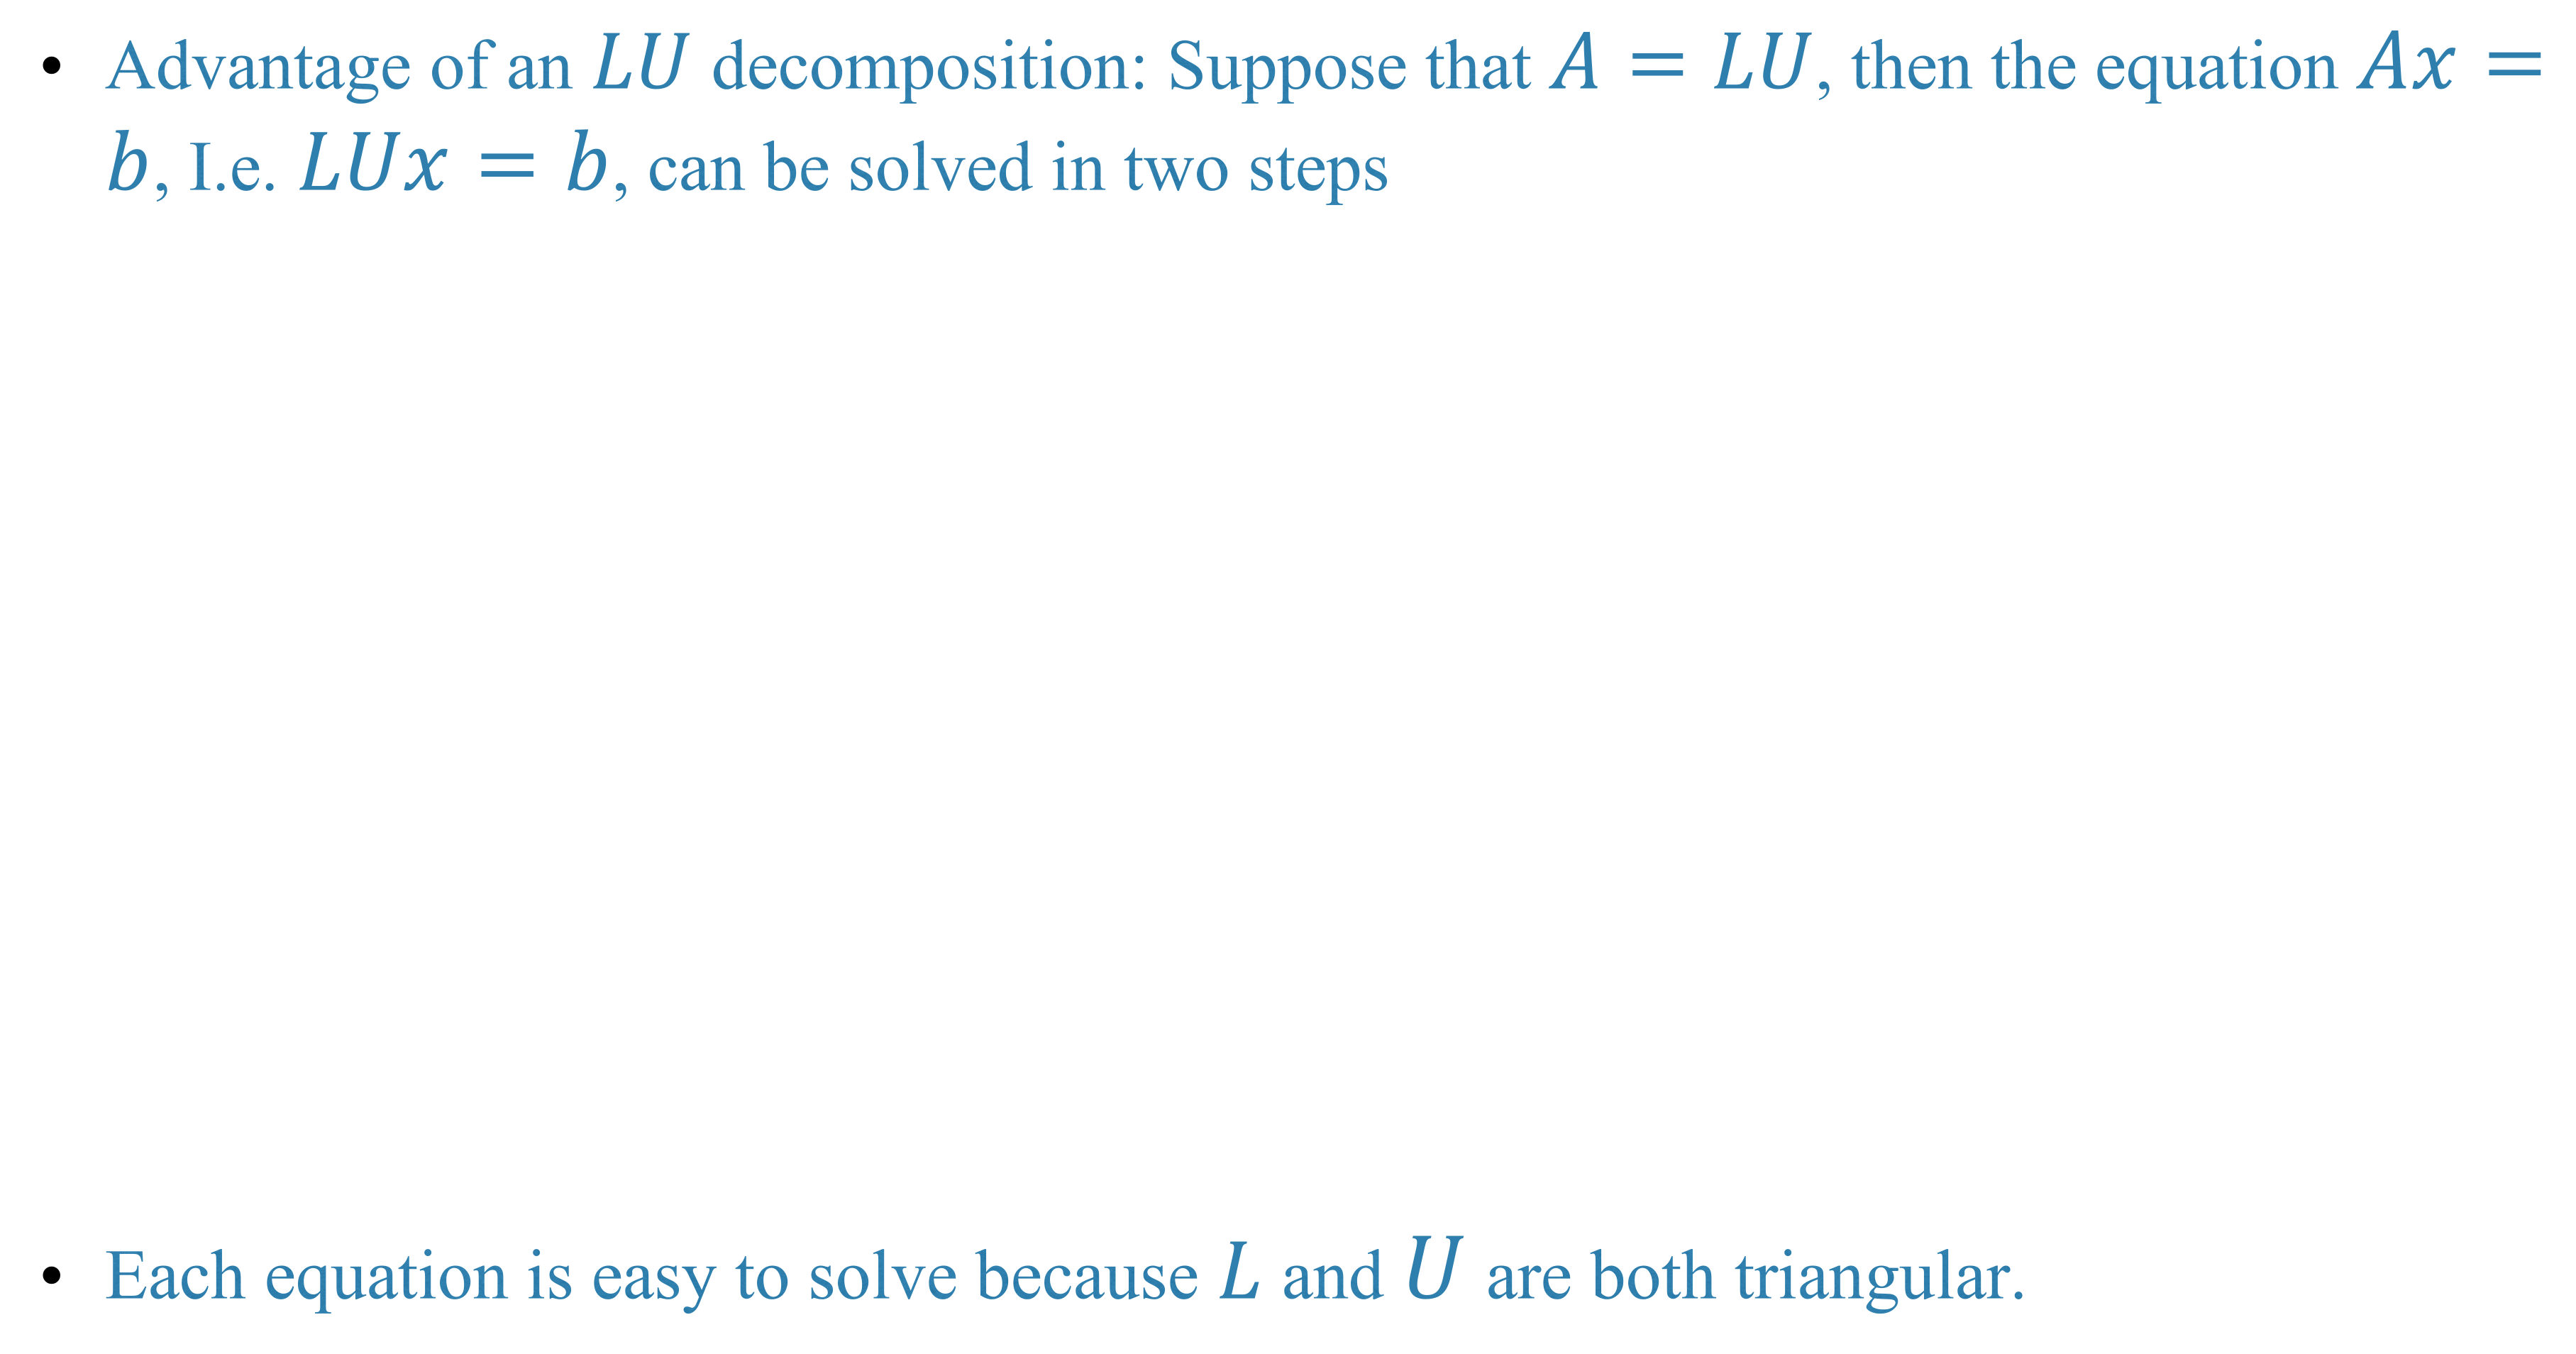 • Advantage of an LU decomposition: Suppose that A = LU, then the equation Ax =
b, I.e. LUx = b, can be solved in two steps
• Each equation is easy to solve because L and U are both triangular.